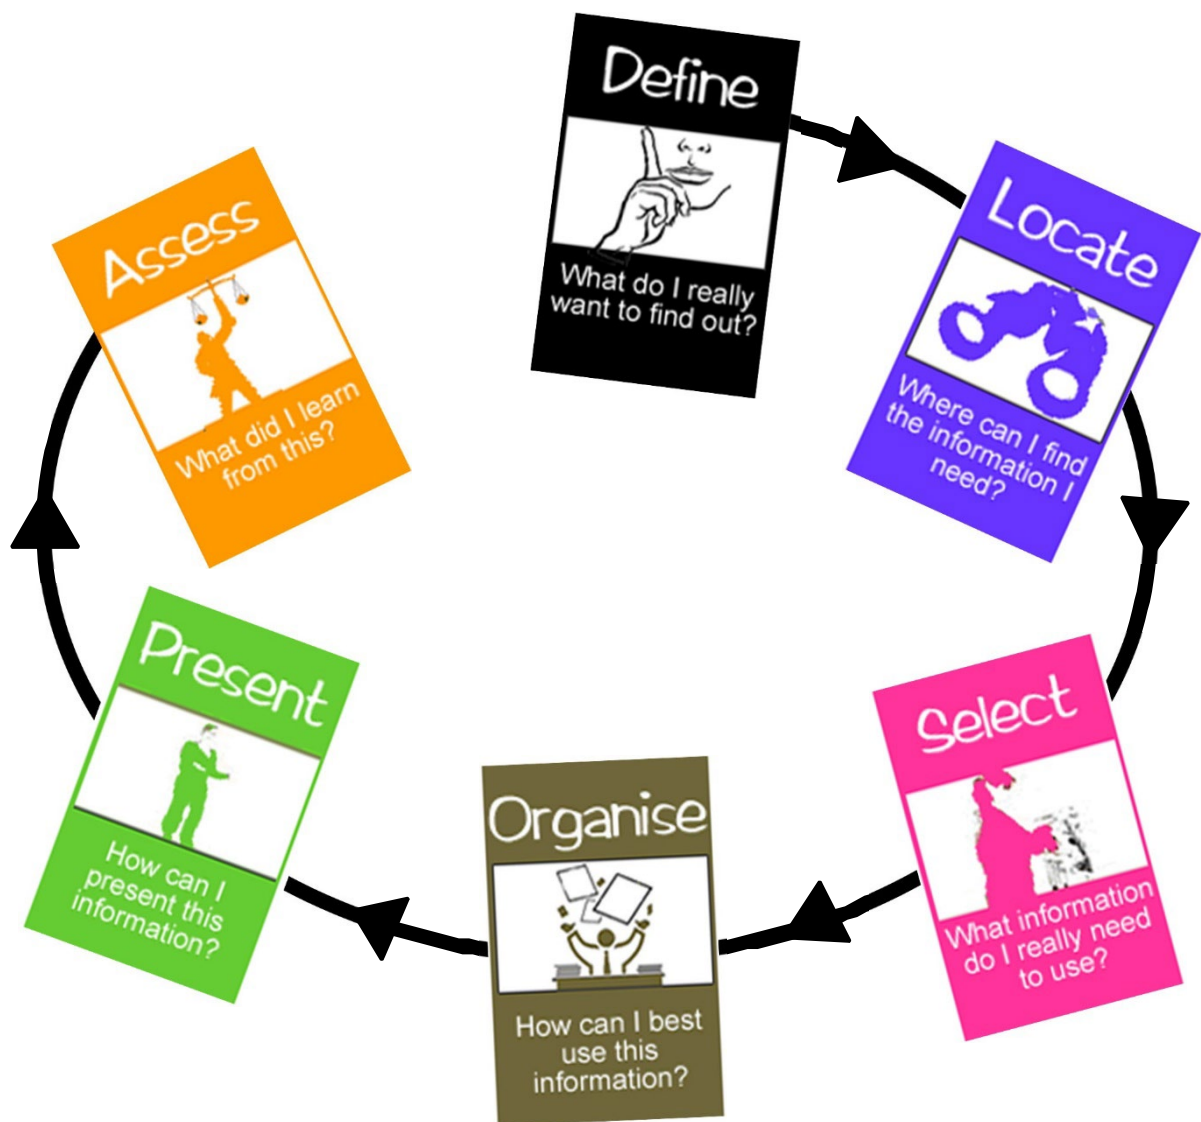 Define
What do I really
want to find out?
Locate
Where can I find
the information I
need?
Select
What information
do I really need
to use?
Organise
How can I best
use this
information?
Present
How can I
present this
information?
Assess
What did I learn
from this?